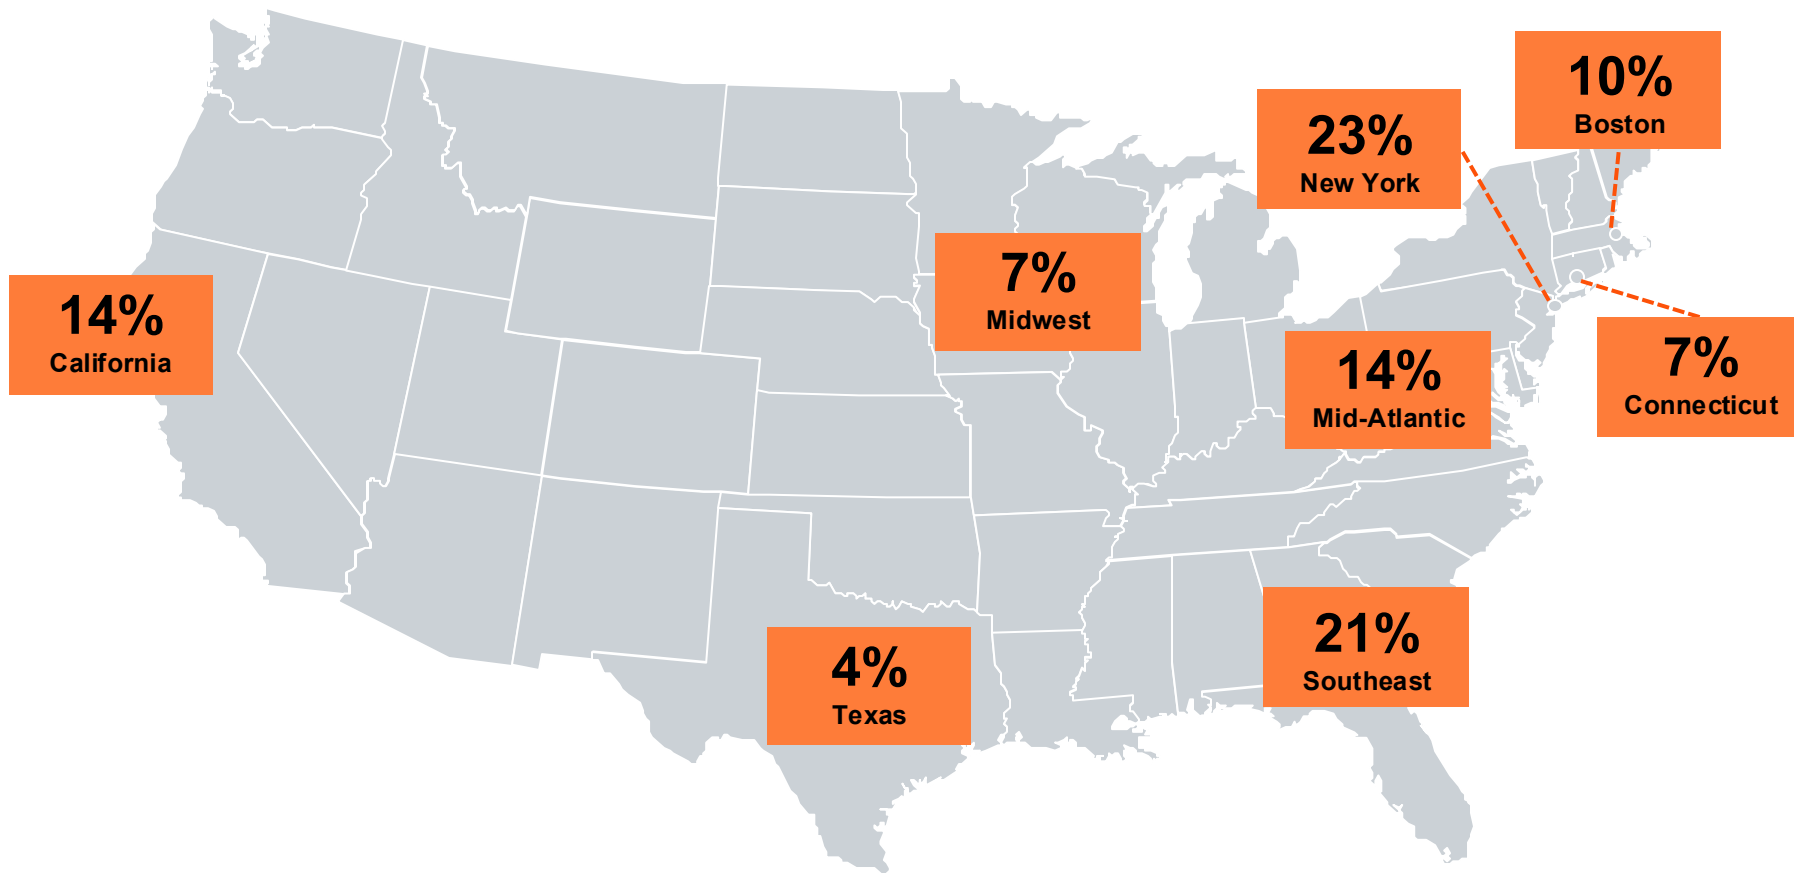 10%
Boston
23%
New York
7%
Midwest
14%
California
14%
Mid-Atlantic
7%
Connecticut
21%
Southeast
4%
Texas